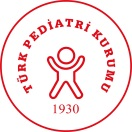 TÜRK PEDİATRİ KURUMU
1930